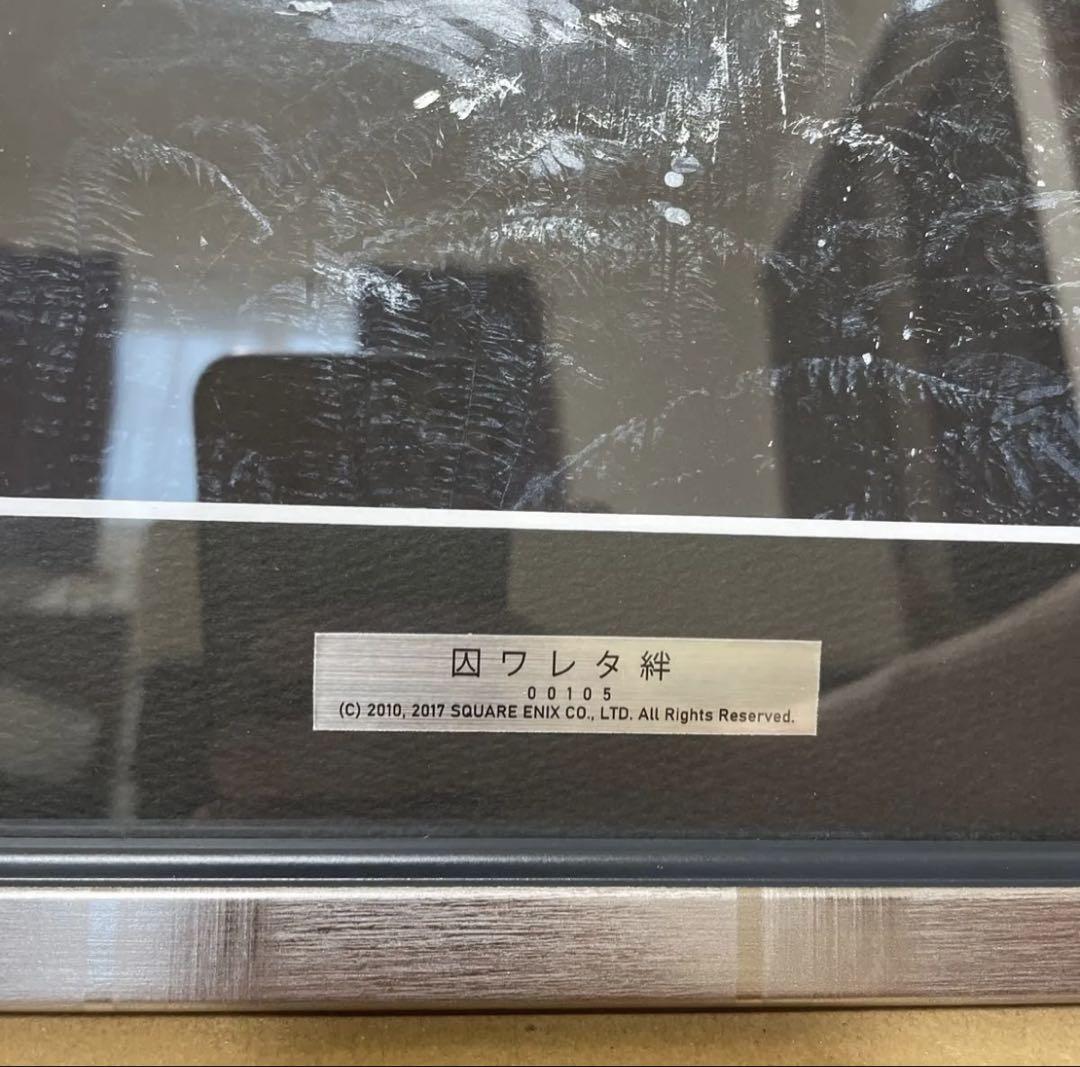 囚ワレタ絆
00105
(C) 2010, 2017 SQUARE ENIX CO., LTD. All Rights Reserved.